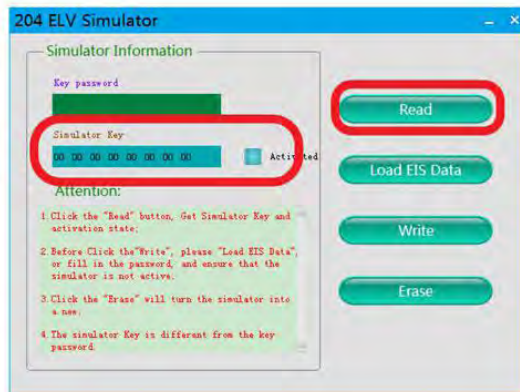 204 ELV Simulator
Simulator Information
Key password
Read
Simulator Key
00 00 00 00 00 00 00 00
Activated
Load EIS Data
Attention:
1.Click the "Read" button, Get Simulator Key and
activation state;
2.Before Click the"Write", please "Load EIS Data",
or fill in the password, and ensure that the
simulator is not active;
3.Click the "Erase" will turn the simulator into
a new;
4.The simulator Key is different from the key
password.
Write
Erase